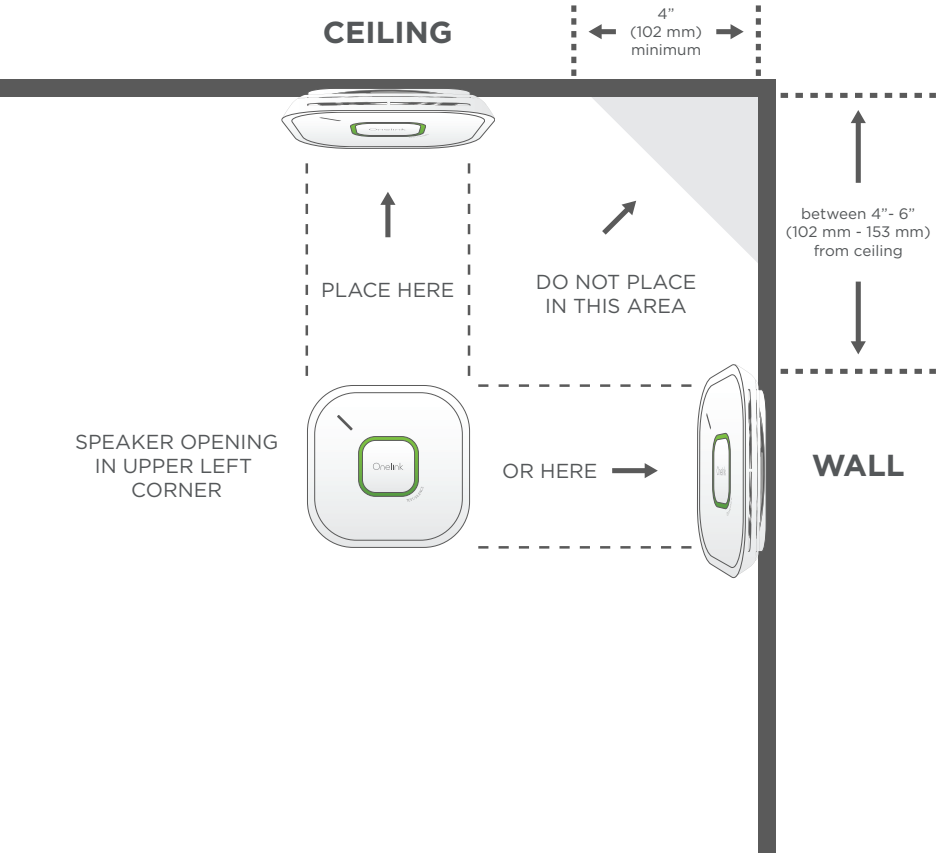 CEILING
4”
(102 mm)
minimum
Onelink
between 4”- 6”
(102 mm - 153 mm)
from ceiling
PLACE HERE
DO NOT PLACE
IN THIS AREA
SPEAKER OPENING
IN UPPER LEFT
CORNER
Onelink
OR HERE
WALL